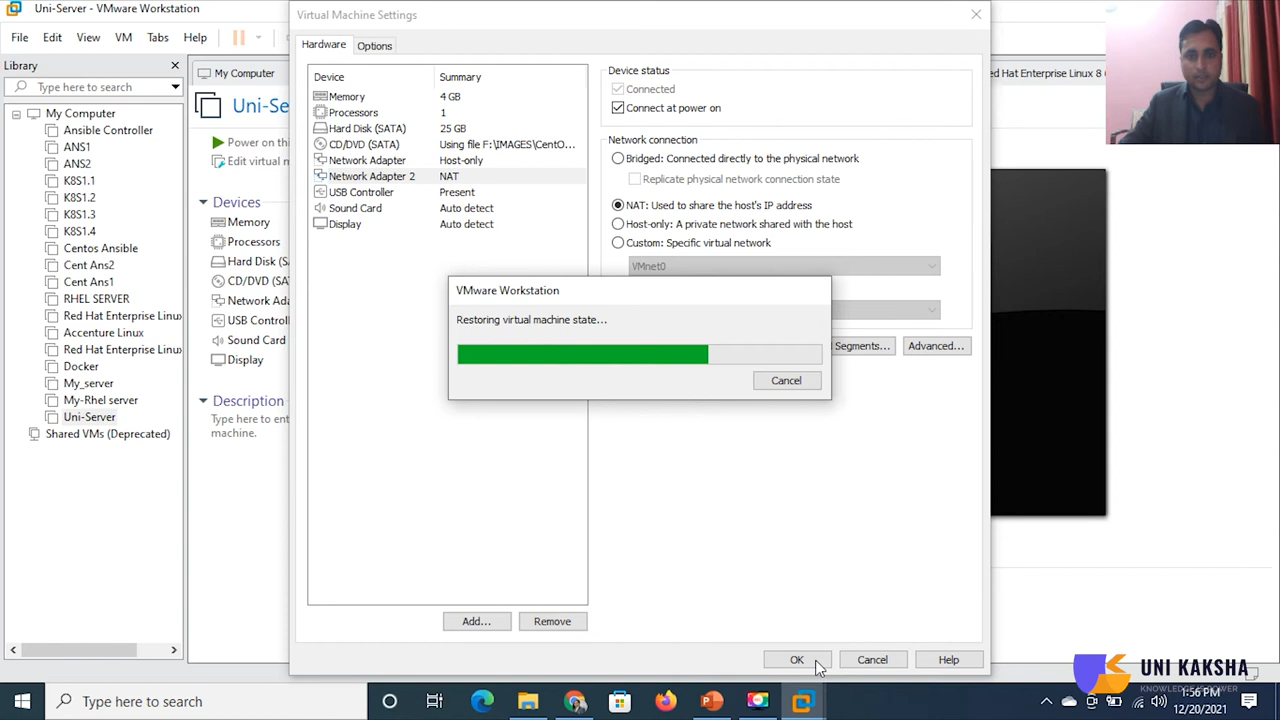 Uni-Server - VMware Workstation
File Edit View VM Tabs Help
Library
Type here to search
My Computer
Ansible Controller
ANS1
ANS2
K8S1.1
K8S1.2
K8S1.3
K8S1.4
Centos Ansible
Cent Ans2
Cent Ans1
RHEL SERVER
Red Hat Enterprise Linux
Accenture Linux
Red Hat Enterprise Linux
Docker
My_server
My-Rhel server
Uni-Server
Shared VMs (Deprecated)
My Computer
Uni-Se
Power on this
Edit virtual m
Devices
Memory
Processors
Hard Disk (S
CD/DVD (SA
Network Ada
USB Control
Sound Card
Display
Description
Type here to ent
machine.
Virtual Machine Settings
Hardware Options
Device Summary
Memory 4 GB
Processors 1
Hard Disk (SATA) 25 GB
CD/DVD (SATA) Using file F:\IMAGES\CentO...
Network Adapter Host-only
Network Adapter 2 NAT
USB Controller Present
Sound Card Auto detect
Display Auto detect
Add... Remove
Device status
Connected
Connect at power on
Network connection
Bridged: Connected directly to the physical network
Replicate physical network connection state
NAT: Used to share the host's IP address
Host-only: A private network shared with the host
Custom: Specific virtual network
VMnet0
Segments... Advanced...
VMware Workstation
Restoring virtual machine state...
Cancel
OK Cancel Help
ed Hat Enterprise Linux 8
UNI KAKSHA
Type here to search
1:56 PM
12/20/2021